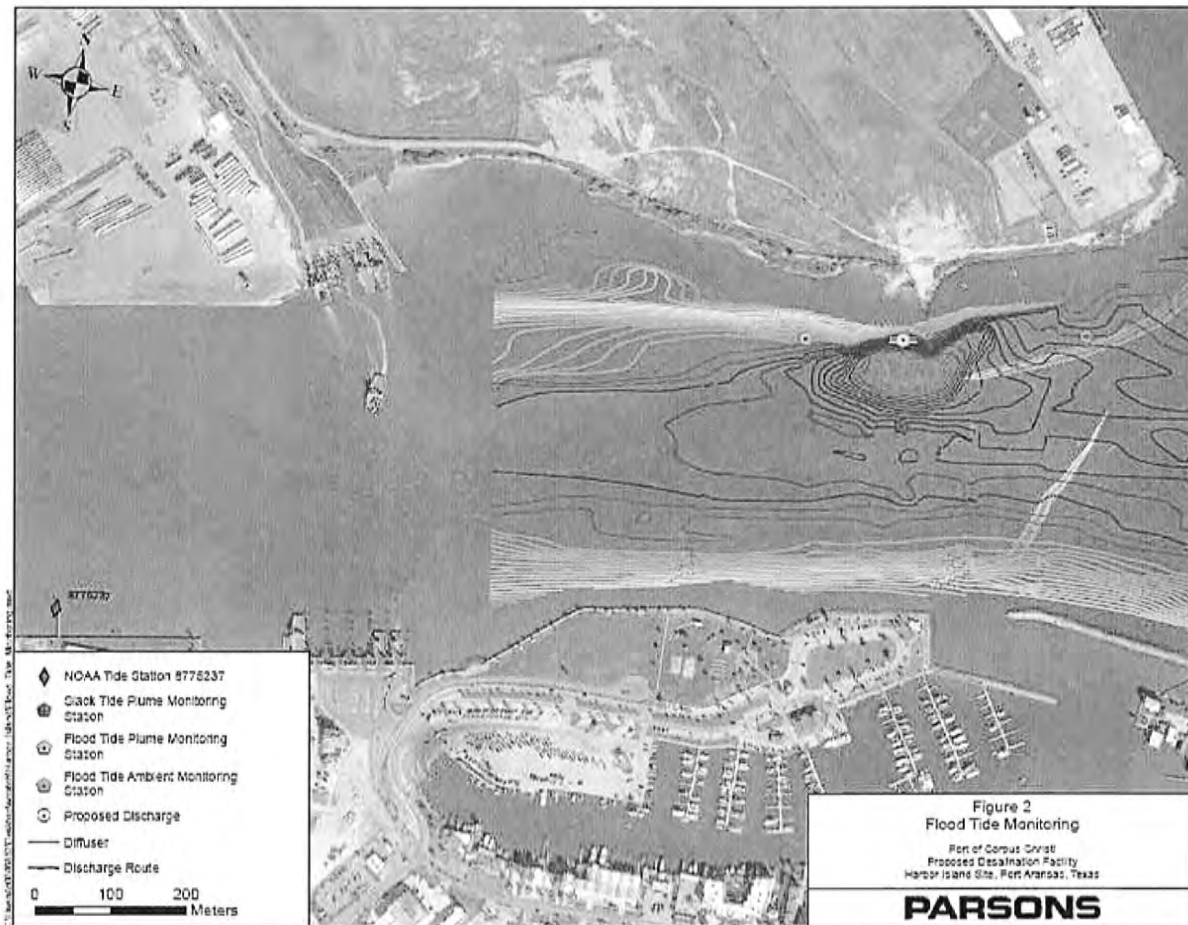 N
W
E
S
8775237
NOAA Tide Station 8775237
Slack Tide Plume Monitoring
Station
Flood Tide Plume Monitoring
Station
Flood Tide Ambient Monitoring
Station
Proposed Discharge
Diffuser
Discharge Route
0 100 200
Meters
Figure 2
Flood Tide Monitoring
Port of Corpus Christi
Proposed Desalination Facility
Harbor Island Site, Port Aransas, Texas
PARSONS